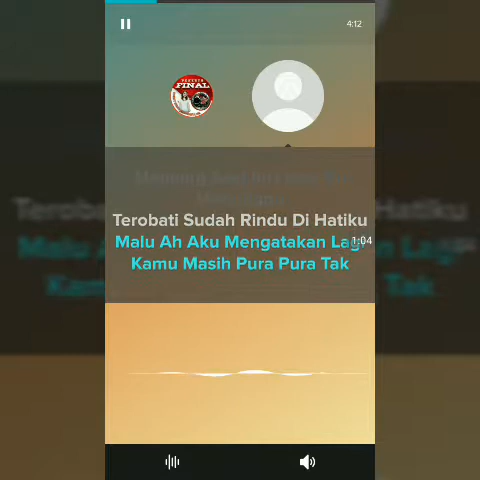 4:12
FINAL
Terobati Sudah Rindu Di Hatiku
Malu Ah Aku Mengatakan Lagi
1:04
Kamu Masih Pura Pura Tak